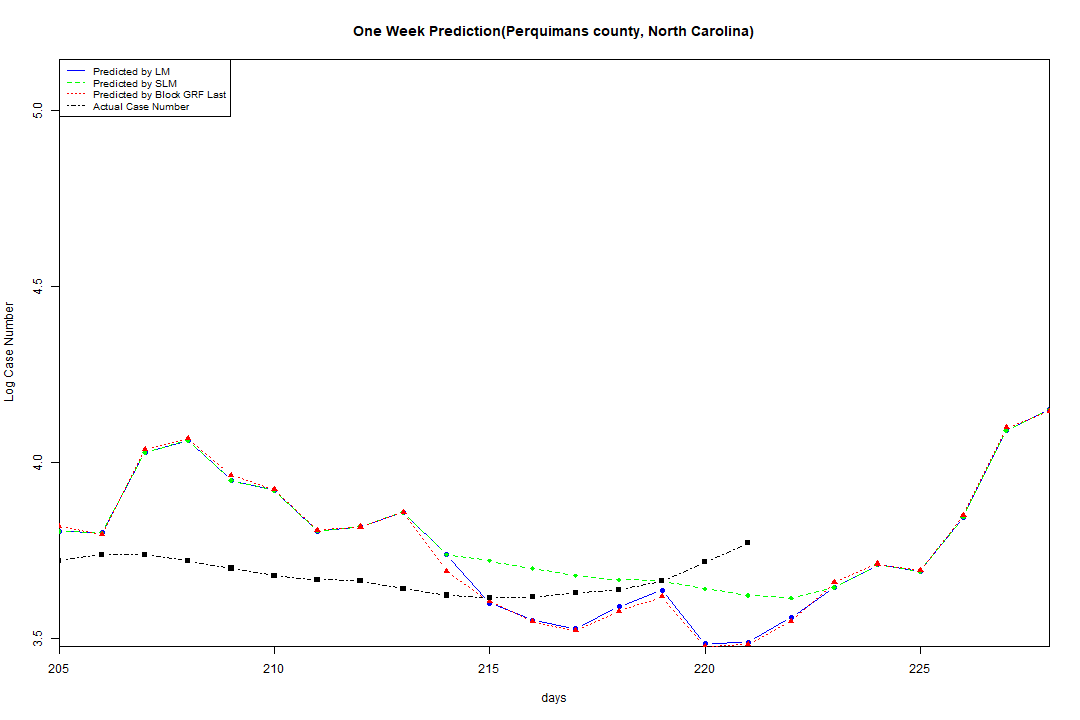 One Week Prediction(Perquimans county, North Carolina)
Predicted by LM
Predicted by SLM
Predicted by Block GRF Last
Actual Case Number
5.0
4.5
4.0
3.5
Log Case Number
205 210 215 220 225
days